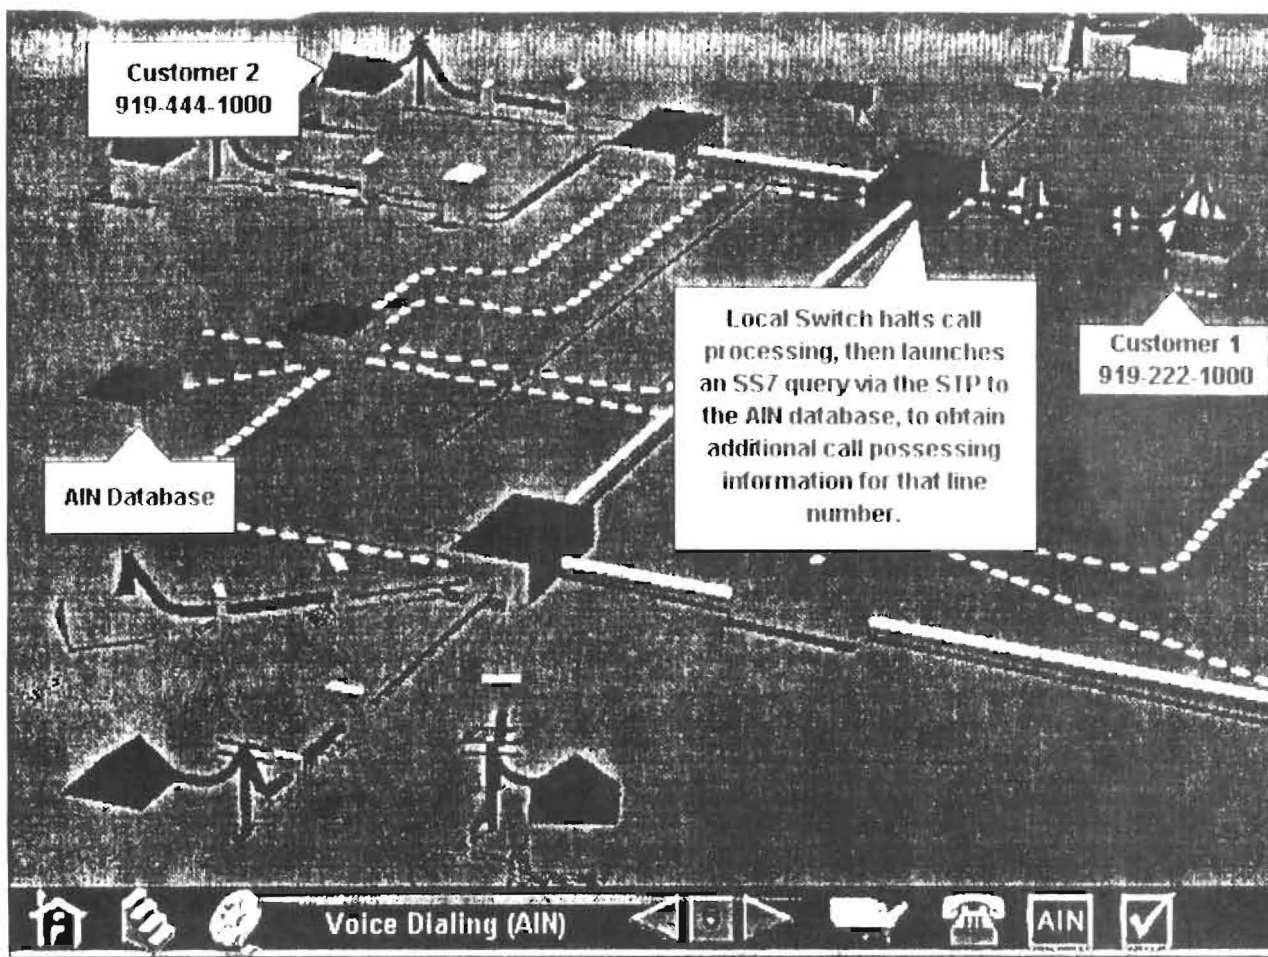 Customer 2
919-444-1000
Local Switch halts call
processing, then launches
an SS7 query via the STP to
the AIN database, to obtain
additional call possessing
information for that line
number.
Customer 1
919-222-1000
AIN Database
Voice Dialing (AIN)
AIN